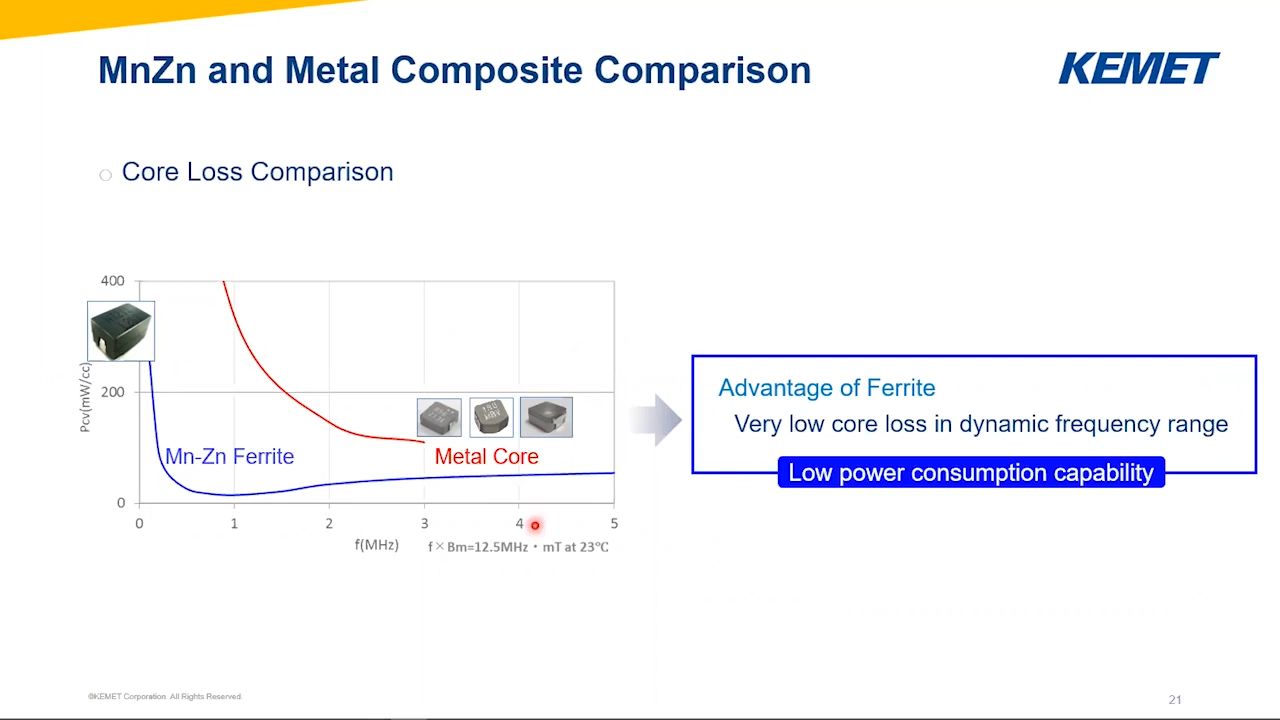 MnZn and Metal Composite Comparison
KEMET
Core Loss Comparison
400
200
0
Pcv(mW/cc)
Mn-Zn Ferrite
Metal Core
0 1 2 3 4 5
f(MHz)
f×Bm=12.5MHz・mT at 23℃
Advantage of Ferrite
Very low core loss in dynamic frequency range
Low power consumption capability
©KEMET Corporation. All Rights Reserved.
21